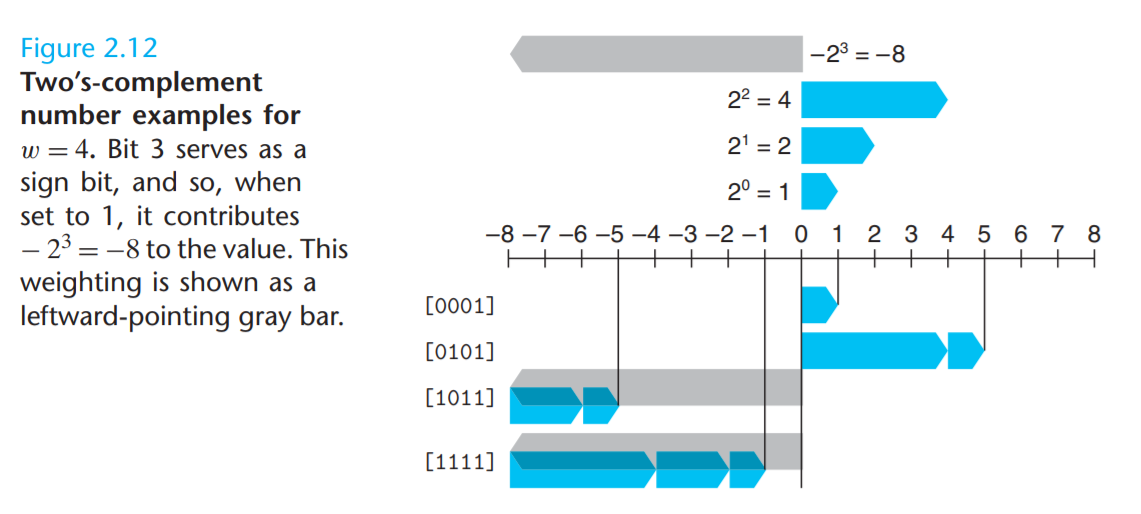 Figure 2.12
Two’s-complement
number examples for
w = 4. Bit 3 serves as a
sign bit, and so, when
set to 1, it contributes
– 2³ = –8 to the value. This
weighting is shown as a
leftward-pointing gray bar.
–2³ = –8
2² = 4
2¹ = 2
2⁰ = 1
–8 –7 –6 –5 –4 –3 –2 –1 0 1 2 3 4 5 6 7 8
[0001]
[0101]
[1011]
[1111]